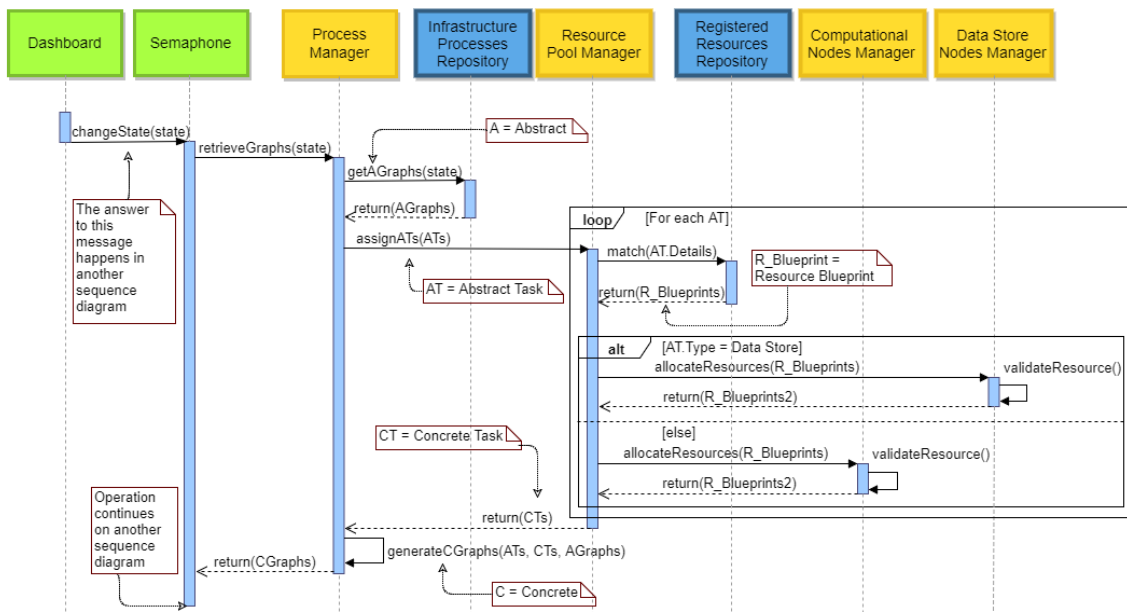 Dashboard
Semaphone
Process
Manager
Infrastructure
Processes
Repository
Resource
Pool Manager
Registered
Resources
Repository
Computational
Nodes Manager
Data Store
Nodes Manager
changeState(state)
A = Abstract
retrieveGraphs(state)
getAGraphs(state)
The answer
to this
message
happens in
another
sequence
diagram
return(AGraphs)
loop
[For each AT]
assignATs(ATs)
match(AT.Details)
R_Blueprint =
Resource Blueprint
AT = Abstract Task
return(R_Blueprints)
alt
[AT.Type = Data Store]
allocateResources(R_Blueprints)
validateResource()
return(R_Blueprints2)
CT = Concrete Task
[else]
allocateResources(R_Blueprints)
validateResource()
return(R_Blueprints2)
Operation
continues
on another
sequence
diagram
return(CTs)
generateCGraphs(ATs, CTs, AGraphs)
return(CGraphs)
C = Concrete